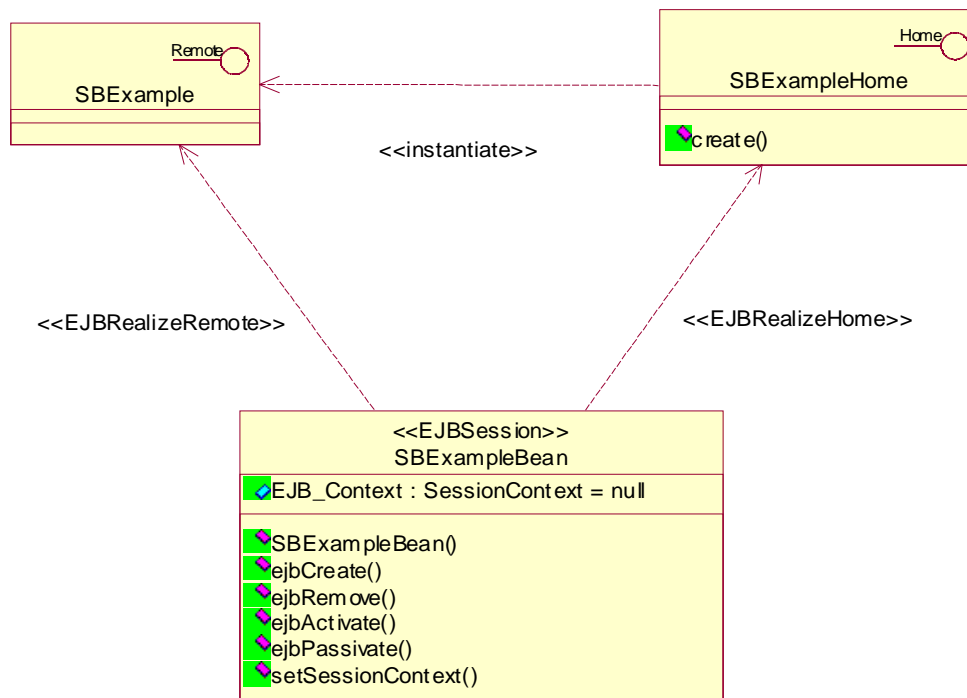 Remote
SBExample
Home
SBExampleHome
create()
<<instantiate>>
<<EJBRealizeRemote>>
<<EJBRealizeHome>>
<<EJBSession>>
SBExampleBean
EJB_Context : SessionContext = null
SBExampleBean()
ejbCreate()
ejbRemove()
ejbActivate()
ejbPassivate()
setSessionContext()